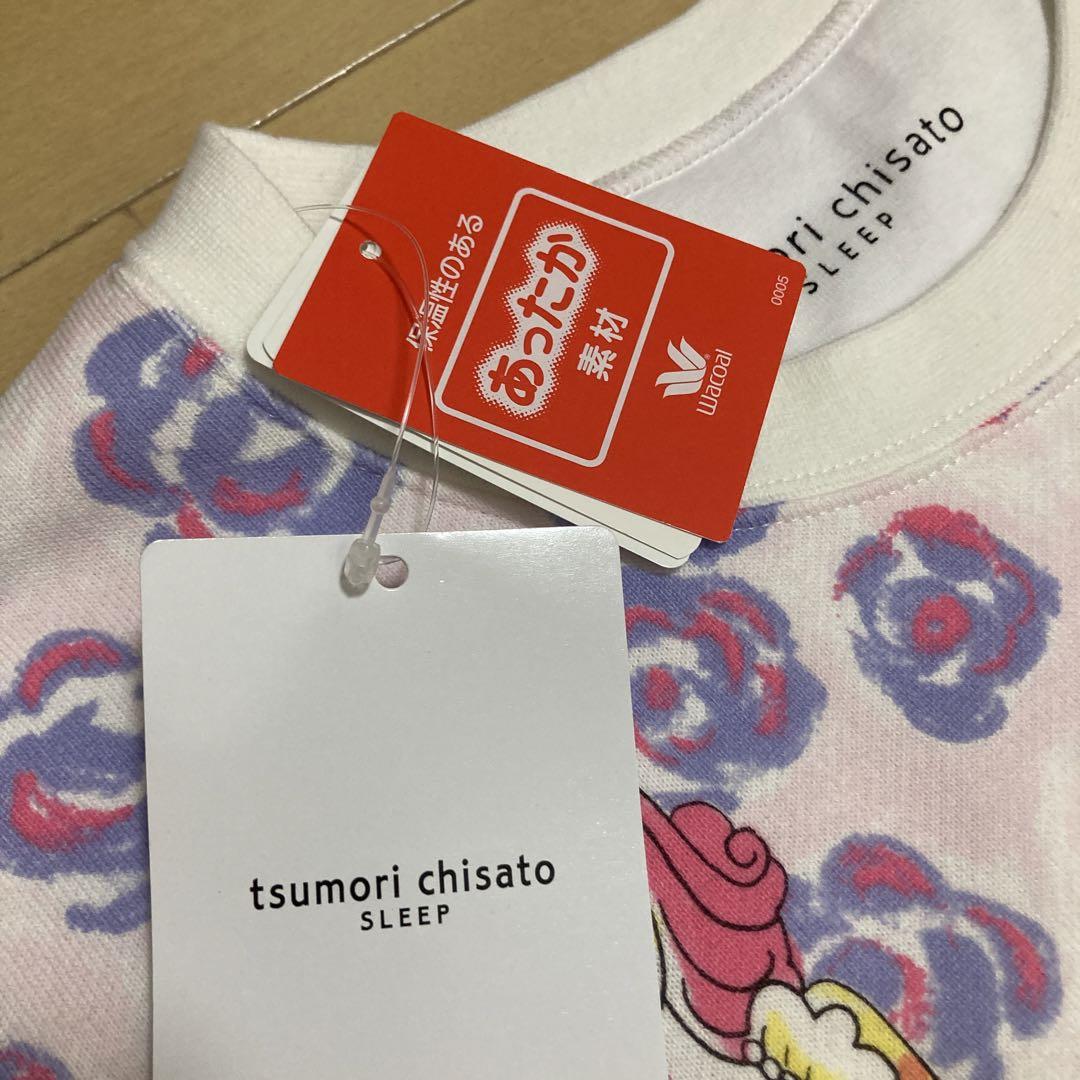 保温性のある
あったか
素材
wacoal
0005
ori chisato
SLEEP
tsumori chisato
SLEEP